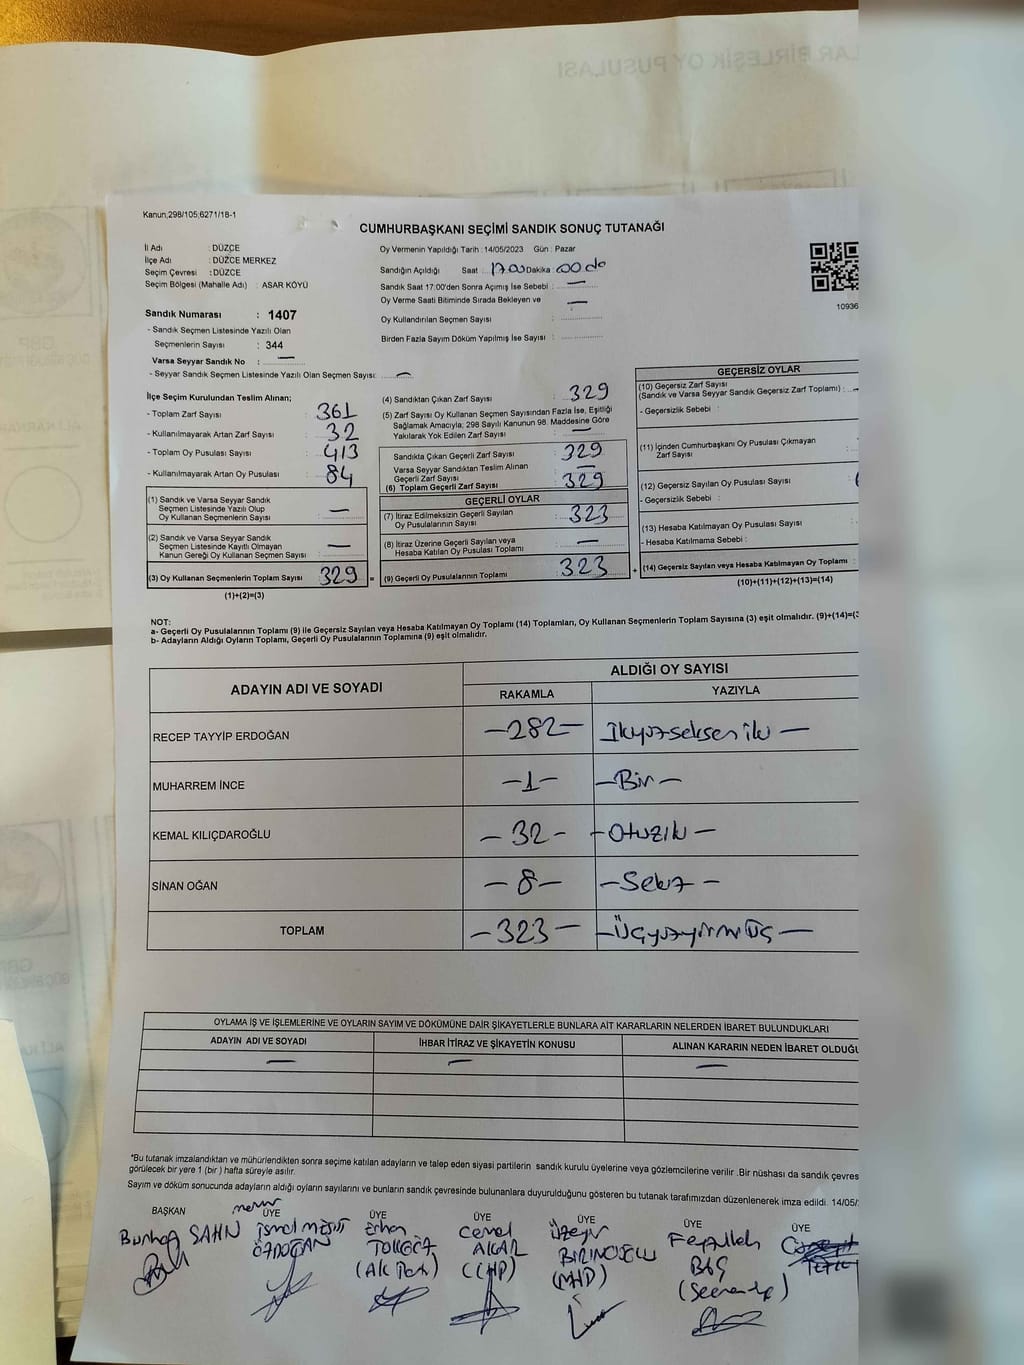 LAR BİRLEŞİK OY PUSULASI
Kanun,298/105;6271/18-1
CUMHURBAŞKANI SEÇİMİ SANDIK SONUÇ TUTANAĞI
İl Adı : DÜZCE
İlçe Adı : DÜZCE MERKEZ
Seçim Çevresi : DÜZCE
Seçim Bölgesi (Mahalle Adı) : ASAR KÖYÜ
Oy Vermenin Yapıldığı Tarih : 14/05/2023 Gün : Pazar
Sandığın Açıldığı Saat : 17.00 Dakika : 00 do
Sandık Saat 17:00'den Sonra Açımış İse Sebebi : —
Oy Verme Saati Bitiminde Sırada Bekleyen ve —
Oy Kullandırılan Seçmen Sayısı :
Birden Fazla Sayım Döküm Yapılmış İse Sayısı :
10936
Sandık Numarası : 1407
- Sandık Seçmen Listesinde Yazılı Olan
Seçmenlerin Sayısı : 344
Varsa Seyyar Sandık No : —
- Seyyar Sandık Seçmen Listesinde Yazılı Olan Seçmen Sayısı: —
İlçe Seçim Kurulundan Teslim Alınan;
- Toplam Zarf Sayısı : 361
- Kullanılmayarak Artan Zarf Sayısı : 32
- Toplam Oy Pusulası Sayısı : 413
- Kullanılmayarak Artan Oy Pusulası : 84
(1) Sandık ve Varsa Seyyar Sandık
Seçmen Listesinde Yazılı Olup
Oy Kullanan Seçmenlerin Sayısı : —
(2) Sandık ve Varsa Seyyar Sandık
Seçmen Listesinde Kayıtlı Olmayan
Kanun Gereği Oy Kullanan Seçmen Sayısı : —
(3) Oy Kullanan Seçmenlerin Toplam Sayısı 329 =
(1)+(2)=(3)
(4) Sandıktan Çıkan Zarf Sayısı : 329
(5) Zarf Sayısı Oy Kullanan Seçmen Sayısından Fazla İse, Eşitliği
Sağlamak Amacıyla; 298 Sayılı Kanunun 98. Maddesine Göre
Yakılarak Yok Edilen Zarf Sayısı : —
Sandıkta Çıkan Geçerli Zarf Sayısı : 329
Varsa Seyyar Sandıktan Teslim Alınan
Geçerli Zarf Sayısı : —
(6) Toplam Geçerli Zarf Sayısı : 329
GEÇERLİ OYLAR
(7) İtiraz Edilmeksizin Geçerli Sayılan
Oy Pusulalarının Sayısı : 323
(8) İtiraz Üzerine Geçerli Sayılan veya
Hesaba Katılan Oy Pusulası Toplamı : —
(9) Geçerli Oy Pusulalarının Toplamı : 323 +
GEÇERSİZ OYLAR
(10) Geçersiz Zarf Sayısı
(Sandık ve Varsa Seyyar Sandık Geçersiz Zarf Toplamı) :
- Geçersizlik Sebebi :
(11) İçinden Cumhurbaşkanı Oy Pusulası Çıkmayan
Zarf Sayısı :
(12) Geçersiz Sayılan Oy Pusulası Sayısı :
- Geçersizlik Sebebi :
(13) Hesaba Katılmayan Oy Pusulası Sayısı :
- Hesaba Katılmama Sebebi :
(14) Geçersiz Sayılan veya Hesaba Katılmayan Oy Toplamı :
(10)+(11)+(12)+(13)=(14)
NOT:
a- Geçerli Oy Pusulalarının Toplamı (9) ile Geçersiz Sayılan veya Hesaba Katılmayan Oy Toplamı (14) Toplamları, Oy Kullanan Seçmenlerin Toplam Sayısına (3) eşit olmalıdır. (9)+(14)=(3
b- Adayların Aldığı Oyların Toplamı, Geçerli Oy Pusulalarının Toplamına (9) eşit olmalıdır.
ADAYIN ADI VE SOYADI
ALDIĞI OY SAYISI
RAKAMLA YAZIYLA
RECEP TAYYİP ERDOĞAN —282— İkiyüzseksen iki —
MUHARREM İNCE —1— —Bir—
KEMAL KILIÇDAROĞLU —32— —Otuziki—
SİNAN OĞAN —8— —Sekiz—
TOPLAM —323— —Üçyüzyirmi Üç—
OYLAMA İŞ VE İŞLEMLERİNE VE OYLARIN SAYIM VE DÖKÜMÜNE DAİR ŞİKAYETLERLE BUNLARA AİT KARARLARIN NELERDEN İBARET BULUNDUKLARI
ADAYIN ADI VE SOYADI İHBAR İTİRAZ VE ŞİKAYETİN KONUSU ALINAN KARARIN NEDEN İBARET OLDUĞU
— — —
*Bu tutanak imzalandıktan ve mühürlendikten sonra seçime katılan adayların ve talep eden siyasi partilerin sandık kurulu üyelerine veya gözlemcilerine verilir .Bir nüshası da sandık çevres
görülecek bir yere 1 (bir ) hafta süreyle asılır.
Sayım ve döküm sonucunda adayların aldığı oyların sayılarını ve bunların sandık çevresinde bulunanlara duyurulduğunu gösteren bu tutanak tarafımızdan düzenlenerek imza edildi. 14/05/
BAŞKAN ÜYE ÜYE ÜYE ÜYE ÜYE ÜYE
Burhan ŞAHİN
memur
İsmail
ÖZDOĞAN
Erhan
TOKGÖZ
(Ak Parti)
Cemal
AKAR
(CHP)
Üzeyir
BİRİNCİOĞLU
(MHP)
Feyzullah
BAŞ